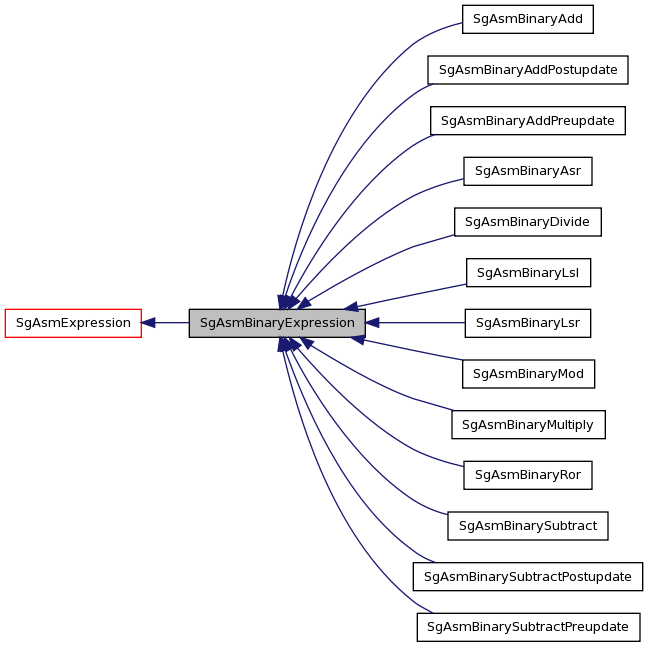 SgAsmBinaryAdd
SgAsmBinaryAddPostupdate
SgAsmBinaryAddPreupdate
SgAsmBinaryAsr
SgAsmBinaryDivide
SgAsmBinaryLsl
SgAsmExpression
SgAsmBinaryExpression
SgAsmBinaryLsr
SgAsmBinaryMod
SgAsmBinaryMultiply
SgAsmBinaryRor
SgAsmBinarySubtract
SgAsmBinarySubtractPostupdate
SgAsmBinarySubtractPreupdate